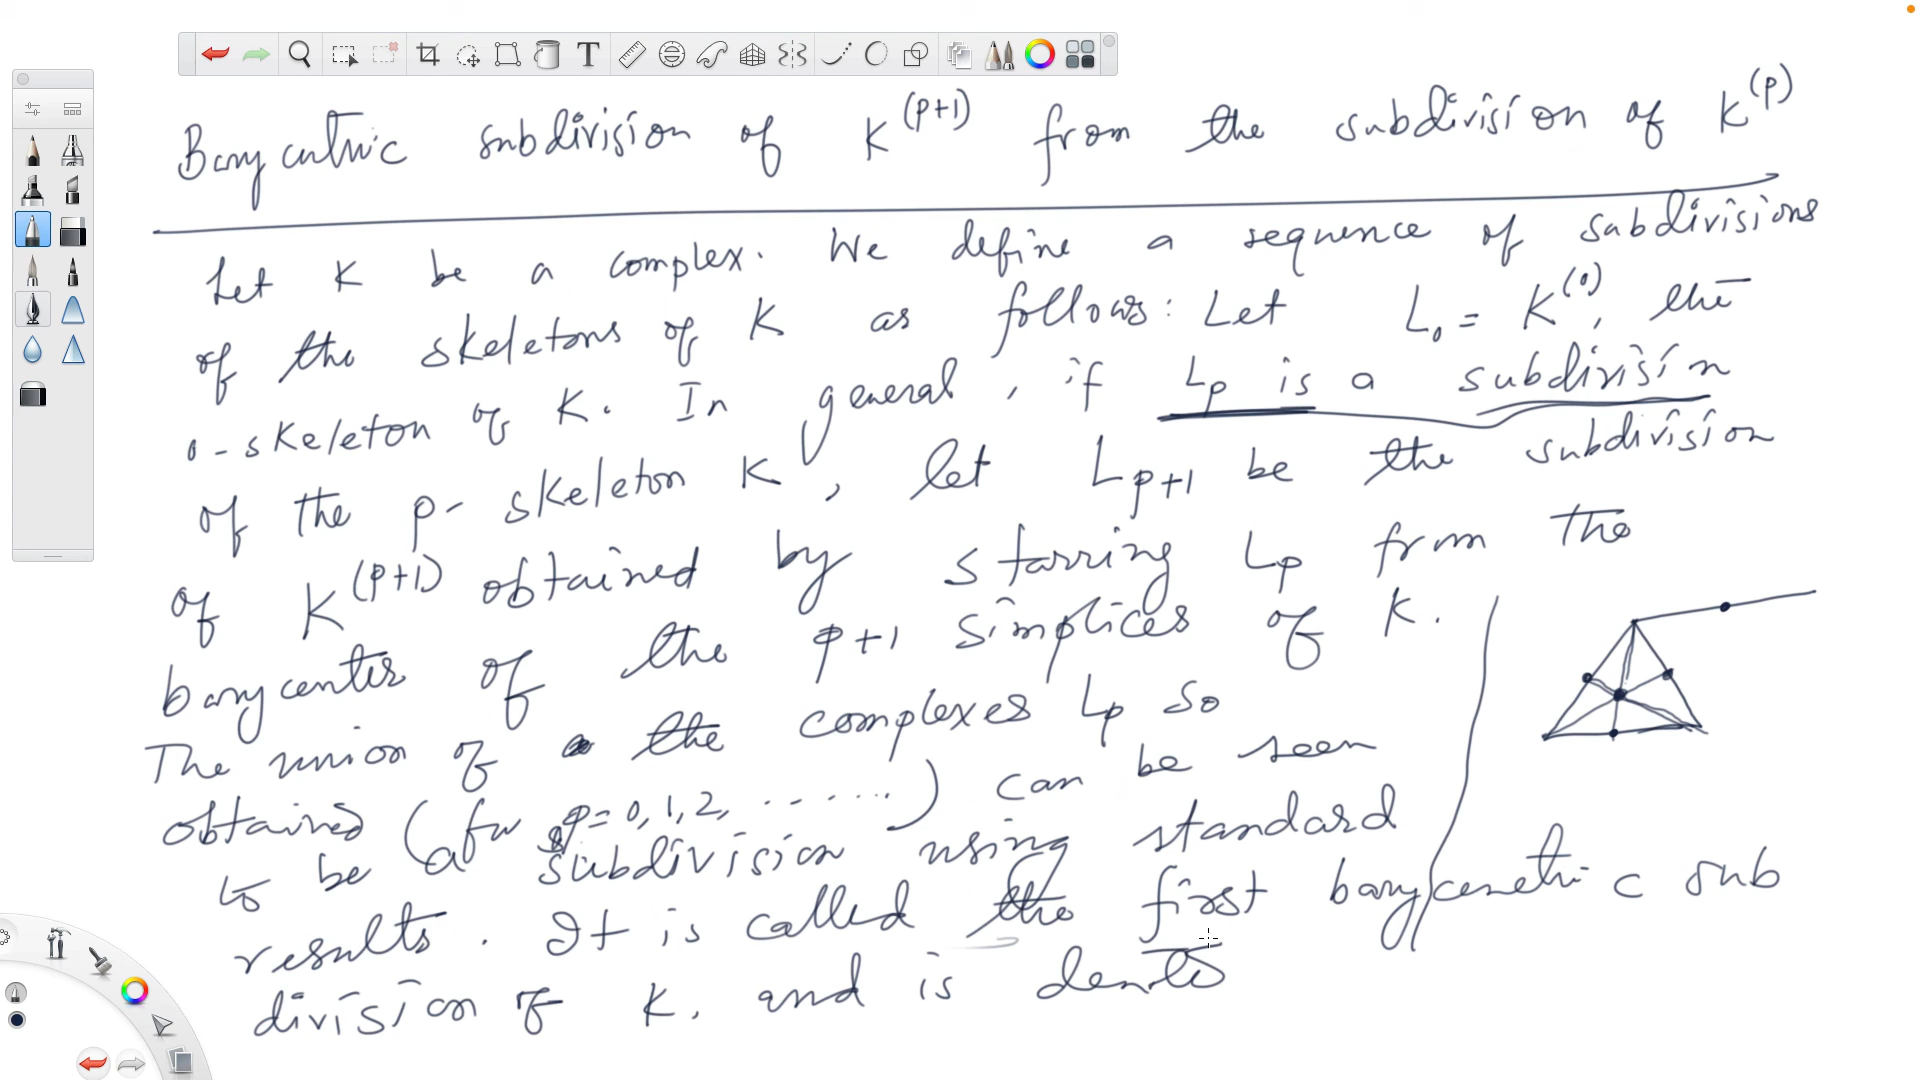 Barycentric subdivision of K^(p+1) from the subdivision of K^(p)
Let K be a complex. We define a sequence of subdivisions
of the skeletons of K as follows: Let L₀ = K^(0), the
0-skeleton of K. In general, if Lp is a subdivision
of the p-skeleton K, let Lp+1 be the subdivision
of K^(p+1) obtained by starring Lp from the
barycenter of the p+1 simplices of K.
The union of the complexes Lp so
obtained (for p=0,1,2,......) can be seen
to be a subdivision using standard
results. It is called the first barycentric sub
division of K. and is
T